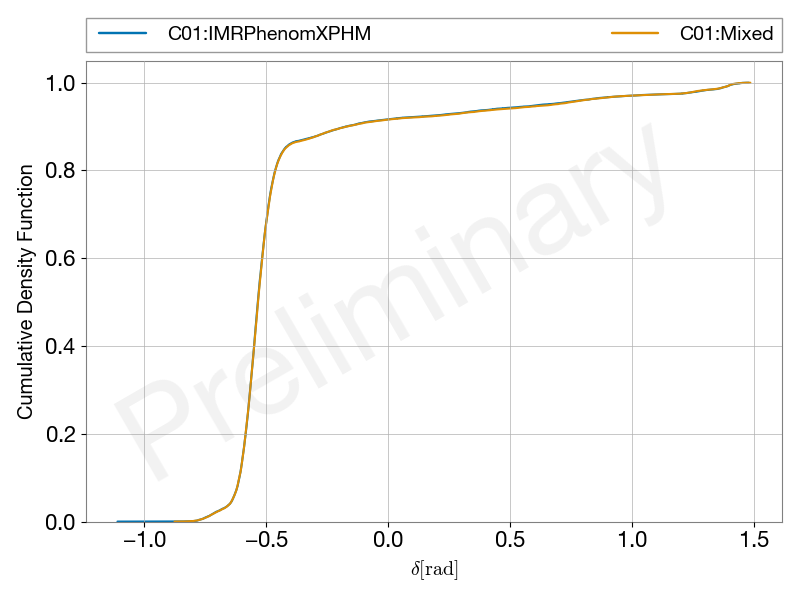 C01:IMRPhenomXPHM C01:Mixed
1.0
0.8
0.6
0.4
0.2
0.0
Cumulative Density Function
Preliminary
−1.0 −0.5 0.0 0.5 1.0 1.5
δ[rad]